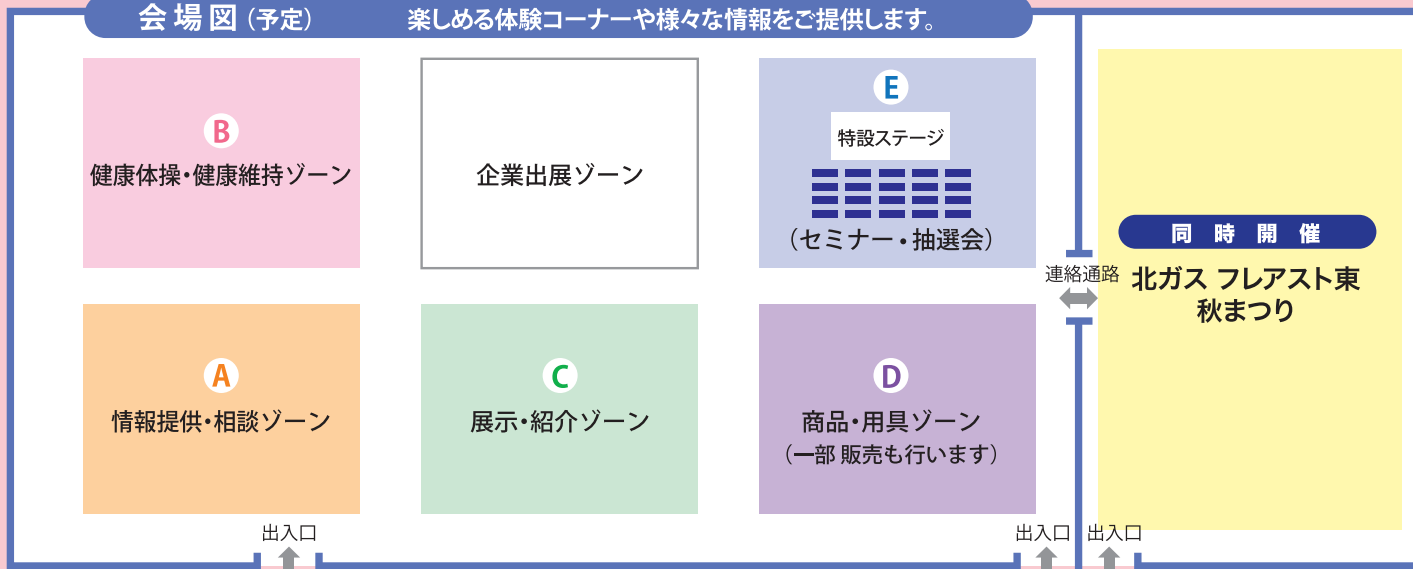 会場図（予定） 楽しめる体験コーナーや様々な情報をご提供します。
B
健康体操・健康維持ゾーン
企業出展ゾーン
E
特設ステージ
（セミナー・抽選会）
A
情報提供・相談ゾーン
C
展示・紹介ゾーン
D
商品・用具ゾーン
（一部 販売も行います）
連絡通路
同時開催
北ガス フレアスト東
秋まつり
出入口
出入口
出入口